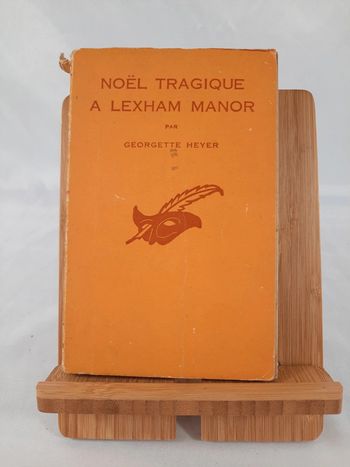 NOËL TRAGIQUE
A LEXHAM MANOR
PAR
GEORGETTE HEYER